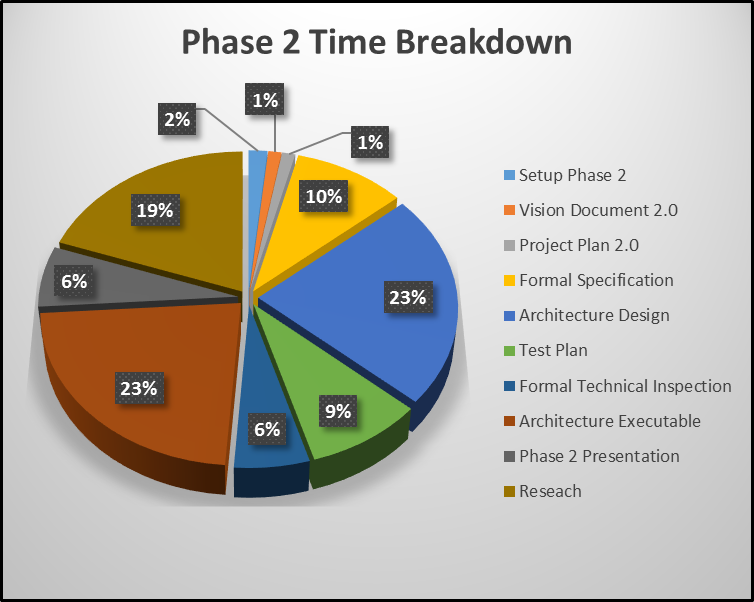 Phase 2 Time Breakdown
1%
2%
1%
10%
19%
23%
6%
23%
9%
6%
Setup Phase 2
Vision Document 2.0
Project Plan 2.0
Formal Specification
Architecture Design
Test Plan
Formal Technical Inspection
Architecture Executable
Phase 2 Presentation
Reseach